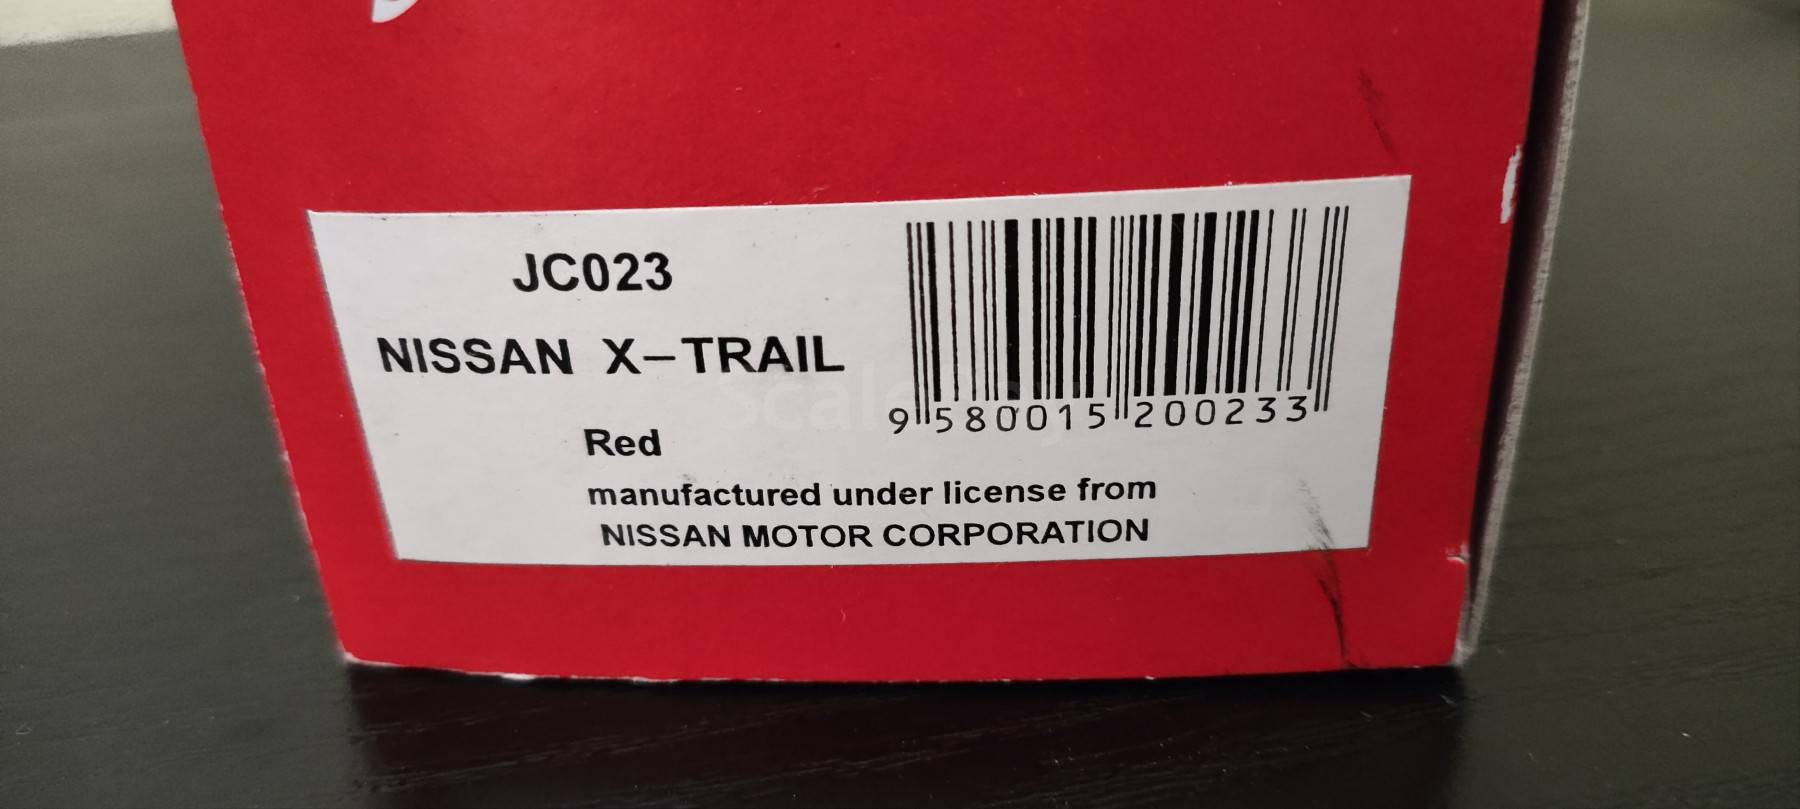 JC023
NISSAN X-TRAIL
Red
9 580015 200233
manufactured under license from
NISSAN MOTOR CORPORATION